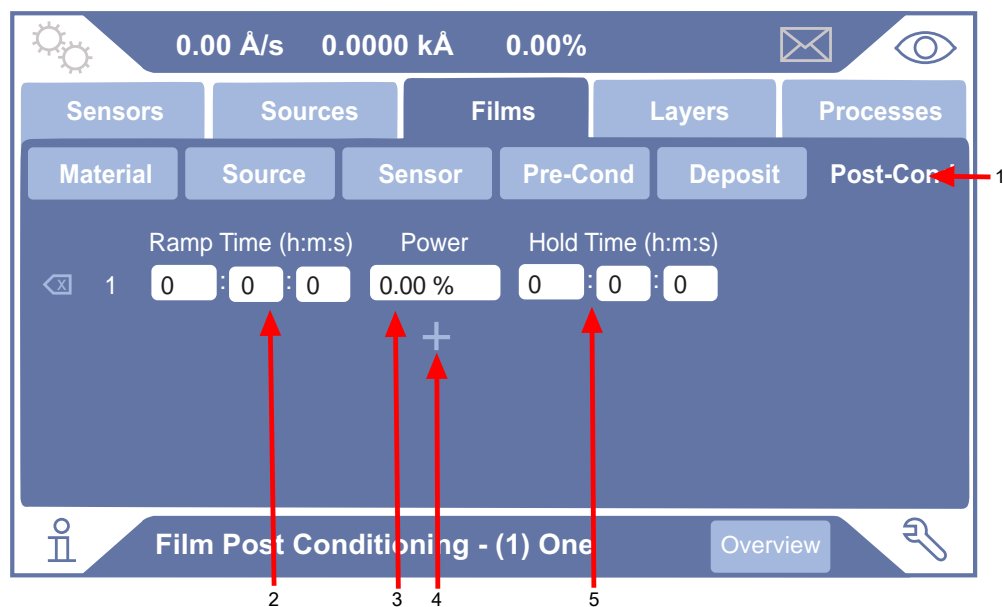 0.00 Å/s 0.0000 kÅ 0.00%
Sensors Sources Films Layers Processes
Material Source Sensor Pre-Cond Deposit Post-Con
1
Ramp Time (h:m:s) Power Hold Time (h:m:s)
X 1 0 : 0 : 0 0.00 % 0 : 0 : 0
+
Film Post Conditioning - (1) One Overview
2 3 4 5